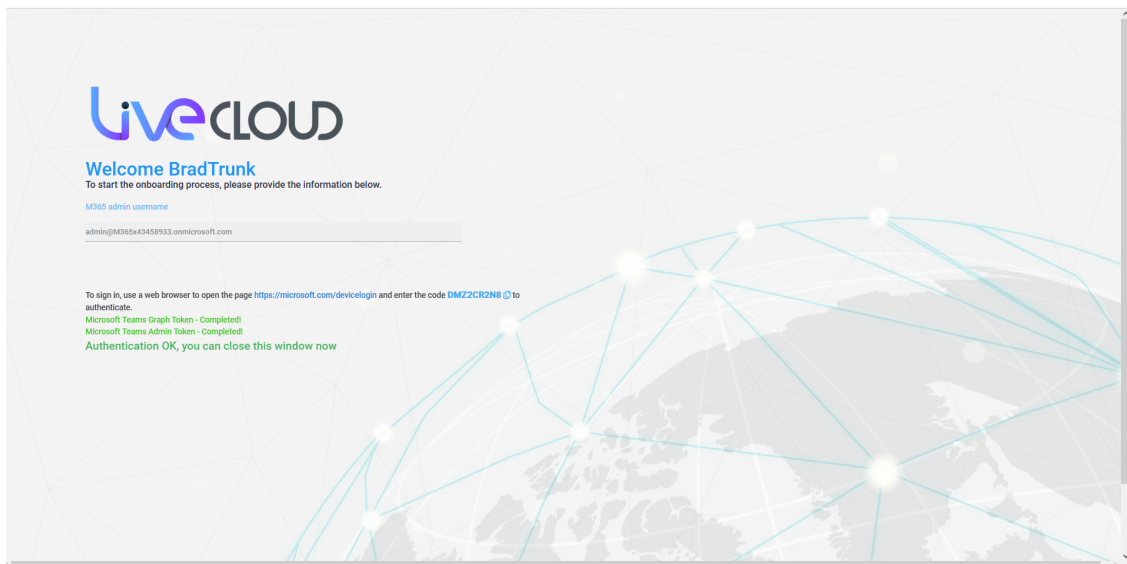 Live CLOUD
Welcome BradTrunk
To start the onboarding process, please provide the information below.
M365 admin username
admin@M365x43458933.onmicrosoft.com
To sign in, use a web browser to open the page https://microsoft.com/devicelogin and enter the code DMZ2CR2N8 to
authenticate.
Microsoft Teams Graph Token - Completed!
Microsoft Teams Admin Token - Completed!
Authentication OK, you can close this window now